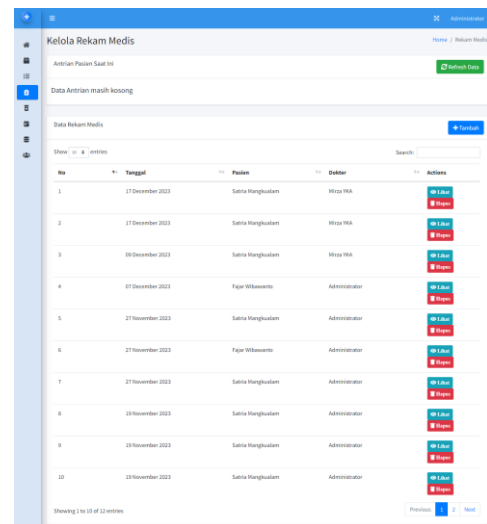 Administrator
Kelola Rekam Medis
Home / Rekam Medis
Antrian Pasien Saat Ini
Refresh Data
Data Antrian masih kosong
Data Rekam Medis
+ Tambah
Show 10 entries
Search:
No Tanggal Pasien Dokter Actions
1 17 December 2023 Satria Mangkualam Mirza YKA Lihat
Hapus
2 17 December 2023 Satria Mangkualam Mirza YKA Lihat
Hapus
3 09 December 2023 Satria Mangkualam Mirza YKA Lihat
Hapus
4 07 December 2023 Fajar Wibawanto Administrator Lihat
Hapus
5 27 November 2023 Satria Mangkualam Administrator Lihat
Hapus
6 27 November 2023 Fajar Wibawanto Administrator Lihat
Hapus
7 27 November 2023 Satria Mangkualam Administrator Lihat
Hapus
8 19 November 2023 Satria Mangkualam Administrator Lihat
Hapus
9 19 November 2023 Satria Mangkualam Administrator Lihat
Hapus
10 19 November 2023 Satria Mangkualam Administrator Lihat
Hapus
Showing 1 to 10 of 12 entries
Previous 1 2 Next